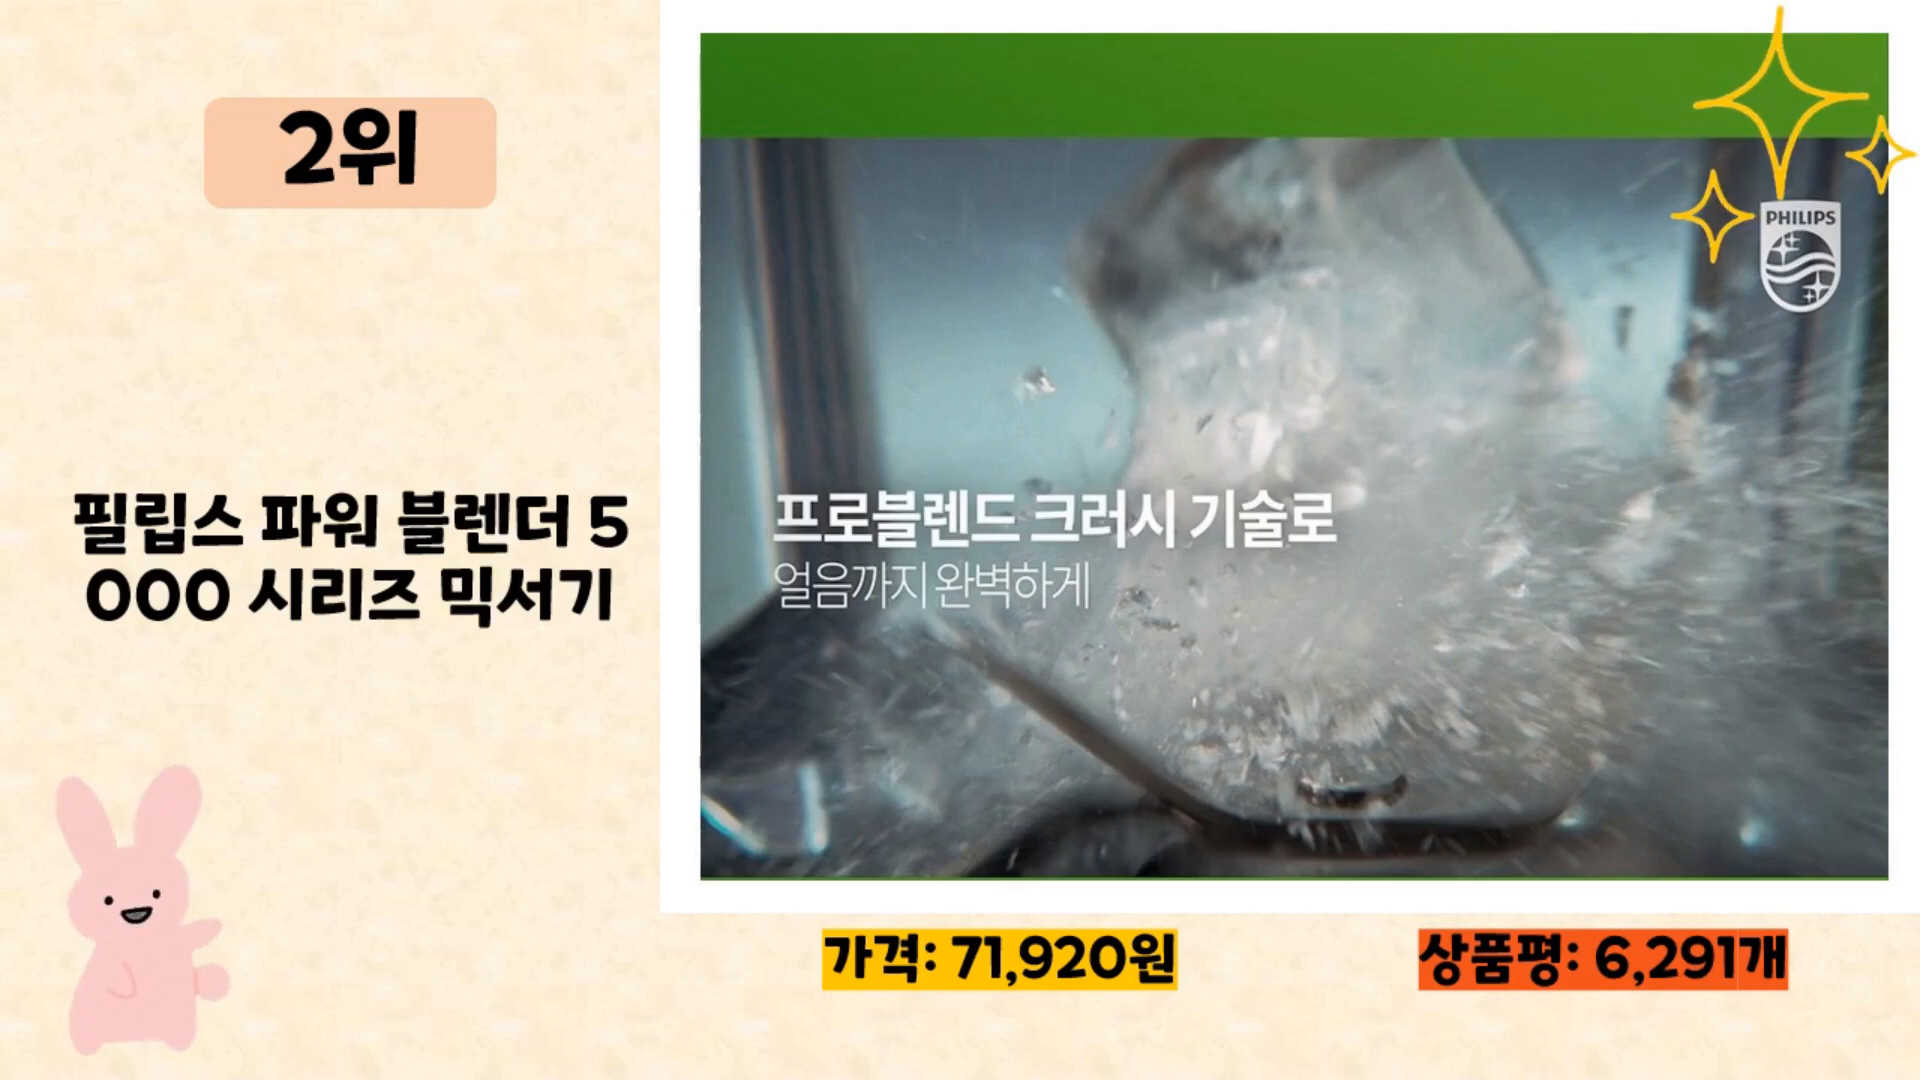 2위
필립스 파워 블렌더 5
000 시리즈 믹서기
PHILIPS
프로블렌드 크러시 기술로
얼음까지 완벽하게
가격: 71,920원
상품평: 6,291개